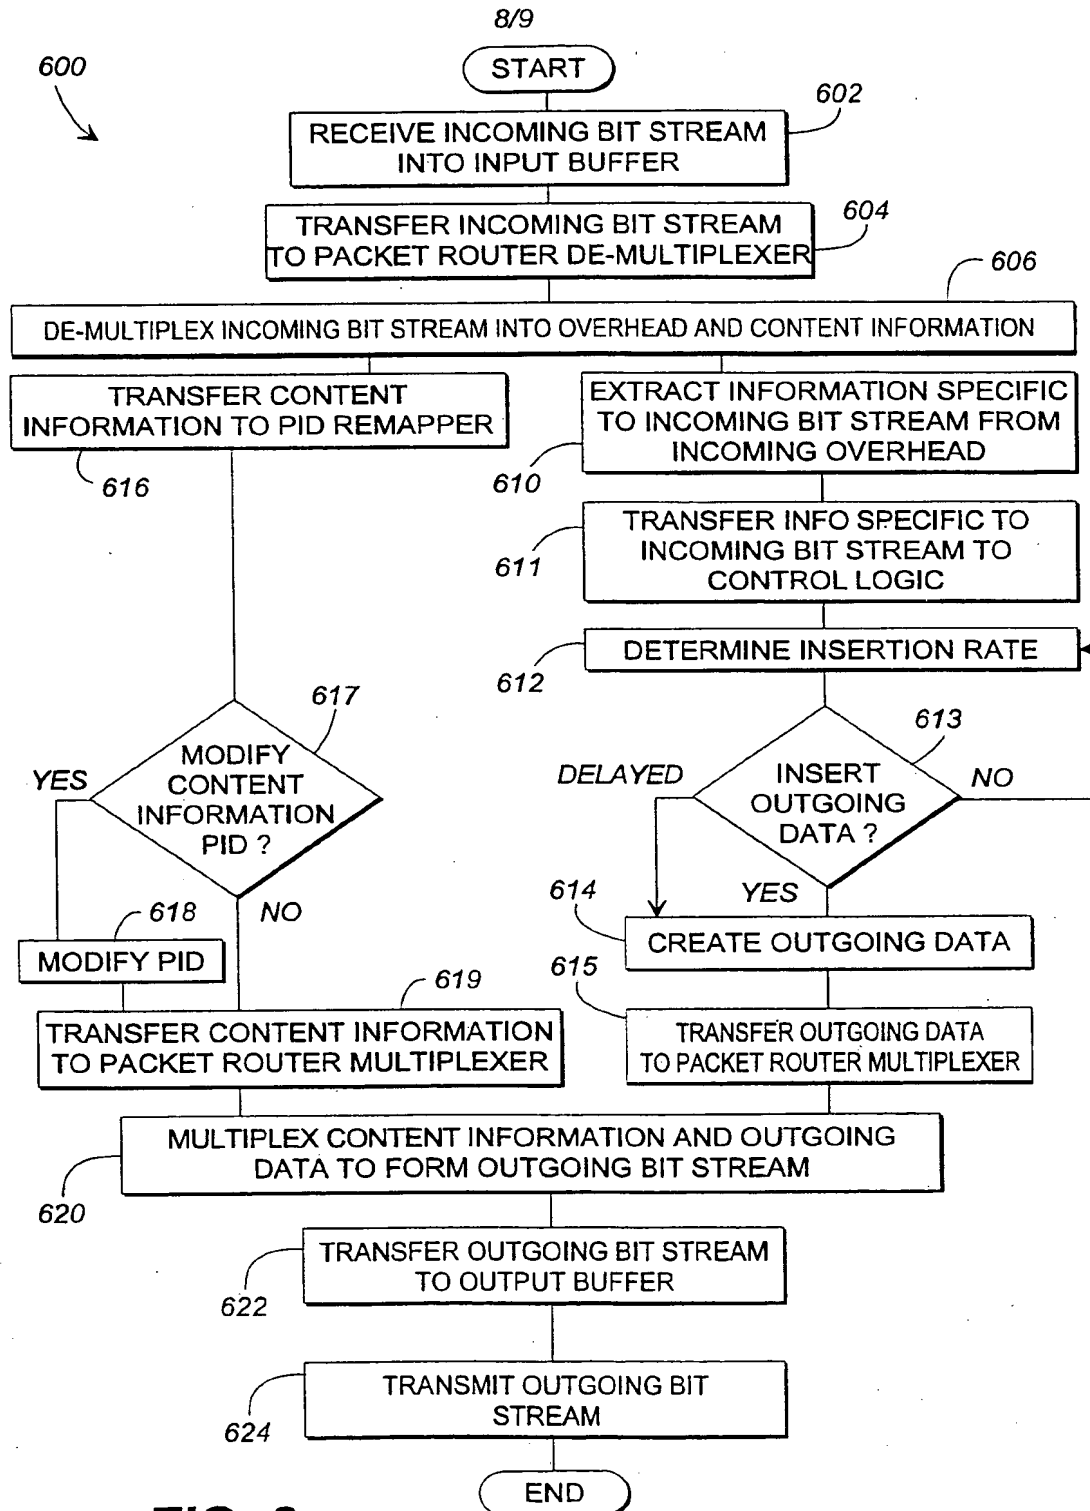 8/9
600
START
602
RECEIVE INCOMING BIT STREAM
INTO INPUT BUFFER
604
TRANSFER INCOMING BIT STREAM
TO PACKET ROUTER DE-MULTIPLEXER
606
DE-MULTIPLEX INCOMING BIT STREAM INTO OVERHEAD AND CONTENT INFORMATION
TRANSFER CONTENT
INFORMATION TO PID REMAPPER
616
EXTRACT INFORMATION SPECIFIC
TO INCOMING BIT STREAM FROM
INCOMING OVERHEAD
610
TRANSFER INFO SPECIFIC TO
INCOMING BIT STREAM TO
CONTROL LOGIC
611
DETERMINE INSERTION RATE
612
617
MODIFY
CONTENT
INFORMATION
PID ?
YES
NO
613
INSERT
OUTGOING
DATA ?
DELAYED
NO
YES
618
MODIFY PID
614
CREATE OUTGOING DATA
619
TRANSFER CONTENT INFORMATION
TO PACKET ROUTER MULTIPLEXER
615
TRANSFER OUTGOING DATA
TO PACKET ROUTER MULTIPLEXER
MULTIPLEX CONTENT INFORMATION AND OUTGOING
DATA TO FORM OUTGOING BIT STREAM
620
TRANSFER OUTGOING BIT STREAM
TO OUTPUT BUFFER
622
TRANSMIT OUTGOING BIT
STREAM
624
END